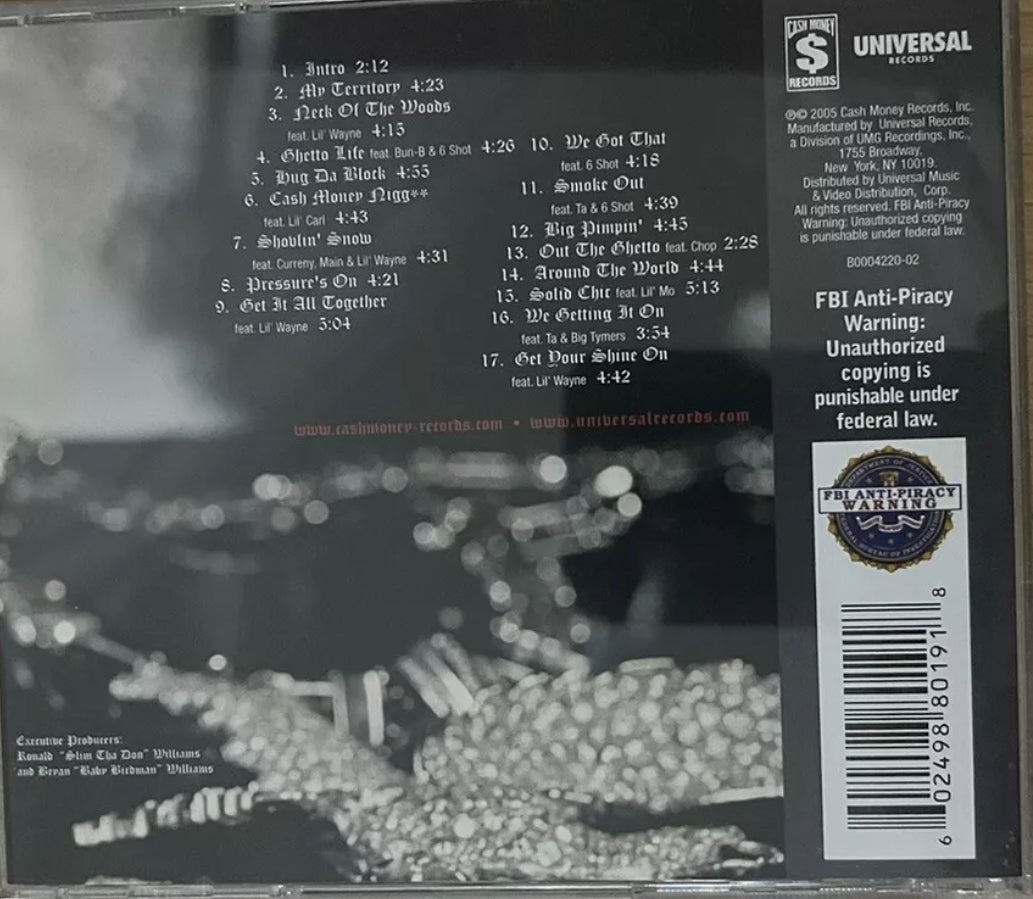 1. Intro 2:12
2. My Territory 4:23
3. Neck Of The Woods
feat. Lil' Wayne 4:15
4. Ghetto Life feat. Bun-B & 6 Shot 4:26
5. Hug Da Block 4:55
6. Cash Money Nigg**
feat. Lil' Carl 4:43
7. Shovlin' Snow
feat. Curreny, Main & Lil' Wayne 4:31
8. Pressure's On 4:21
9. Get It All Together
feat. Lil' Wayne 5:04
10. We Got That
feat. 6 Shot 4:18
11. Smoke Out
feat. Ta & 6 Shot 4:39
12. Big Pimpin' 4:45
13. Out The Ghetto feat. Chop 2:28
14. Around The World 4:44
15. Solid Chic feat. Lil' Mo 5:13
16. We Getting It On
feat. Ta & Big Tymers 3:54
17. Get Your Shine On
feat. Lil' Wayne 4:42
www.cashmoney-records.com • www.universalrecords.com
Executive Producers:
Ronald "Slim Tha Don" Williams
and Bryan "Baby Birdman" Williams
CASH MONEY
$
RECORDS
UNIVERSAL
RECORDS
℗© 2005 Cash Money Records, Inc.
Manufactured by Universal Records,
a Division of UMG Recordings, Inc.,
1755 Broadway,
New York, NY 10019.
Distributed by Universal Music
& Video Distribution, Corp.
All rights reserved. FBI Anti-Piracy
Warning: Unauthorized copying
is punishable under federal law.
B0004220-02
FBI Anti-Piracy
Warning:
Unauthorized
copying is
punishable under
federal law.
DEPARTMENT OF JUSTICE
FBI ANTI-PIRACY
WARNING
FEDERAL BUREAU OF INVESTIGATION
6 02498 80191 8